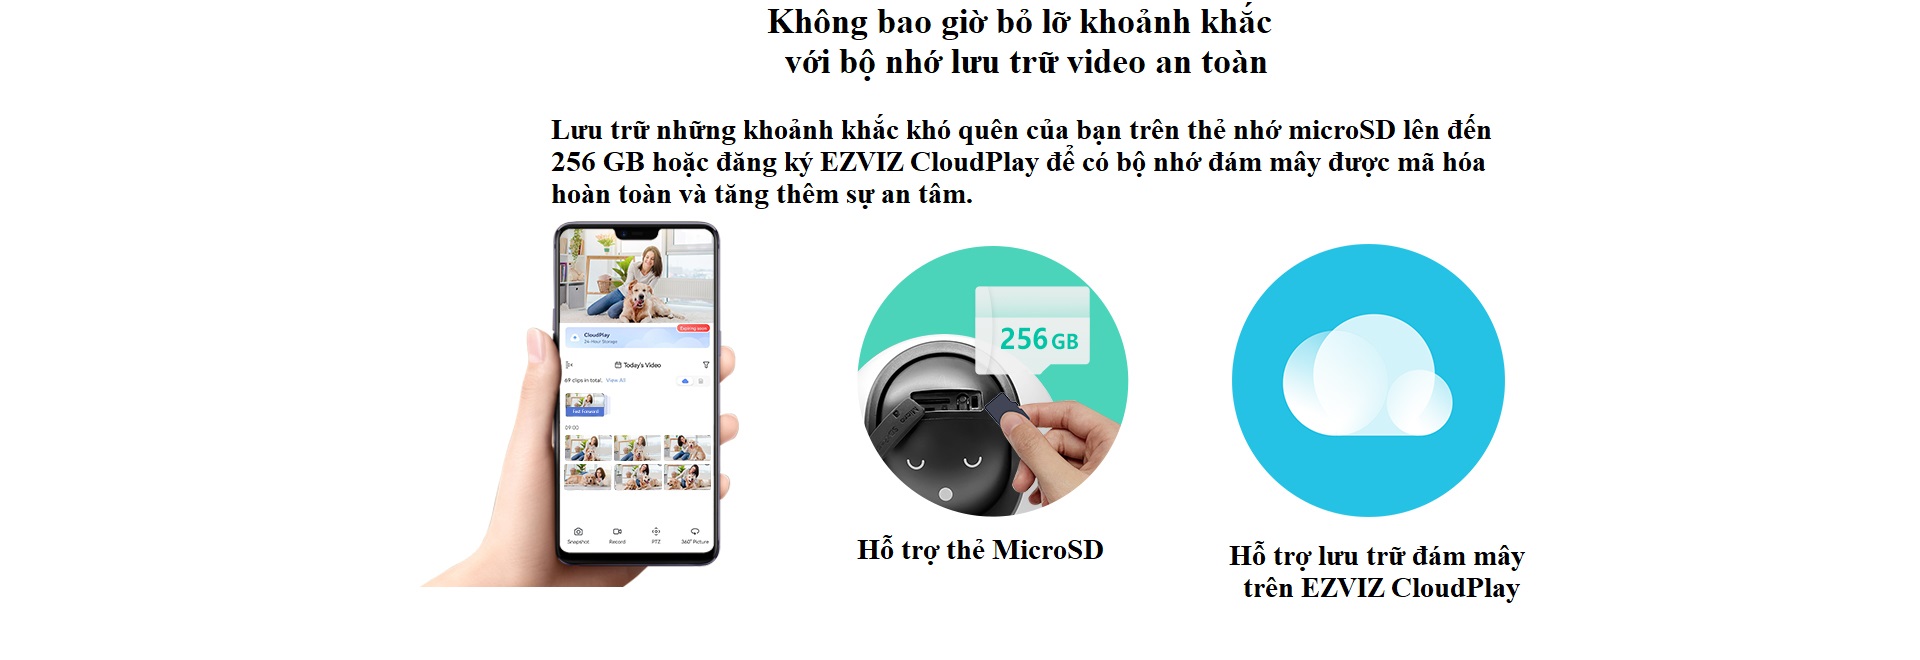 Không bao giờ bỏ lỡ khoảnh khắc
với bộ nhớ lưu trữ video an toàn
Lưu trữ những khoảnh khắc khó quên của bạn trên thẻ nhớ microSD lên đến
256 GB hoặc đăng ký EZVIZ CloudPlay để có bộ nhớ đám mây được mã hóa
hoàn toàn và tăng thêm sự an tâm.
Expiring soon
CloudPlay
24-Hour Storage
Today's Video
69 clips in total. View All
Fast Forward
09:00
Snapshot Record PTZ 360° Picture
256 GB
Micro
Hỗ trợ thẻ MicroSD
Hỗ trợ lưu trữ đám mây
trên EZVIZ CloudPlay